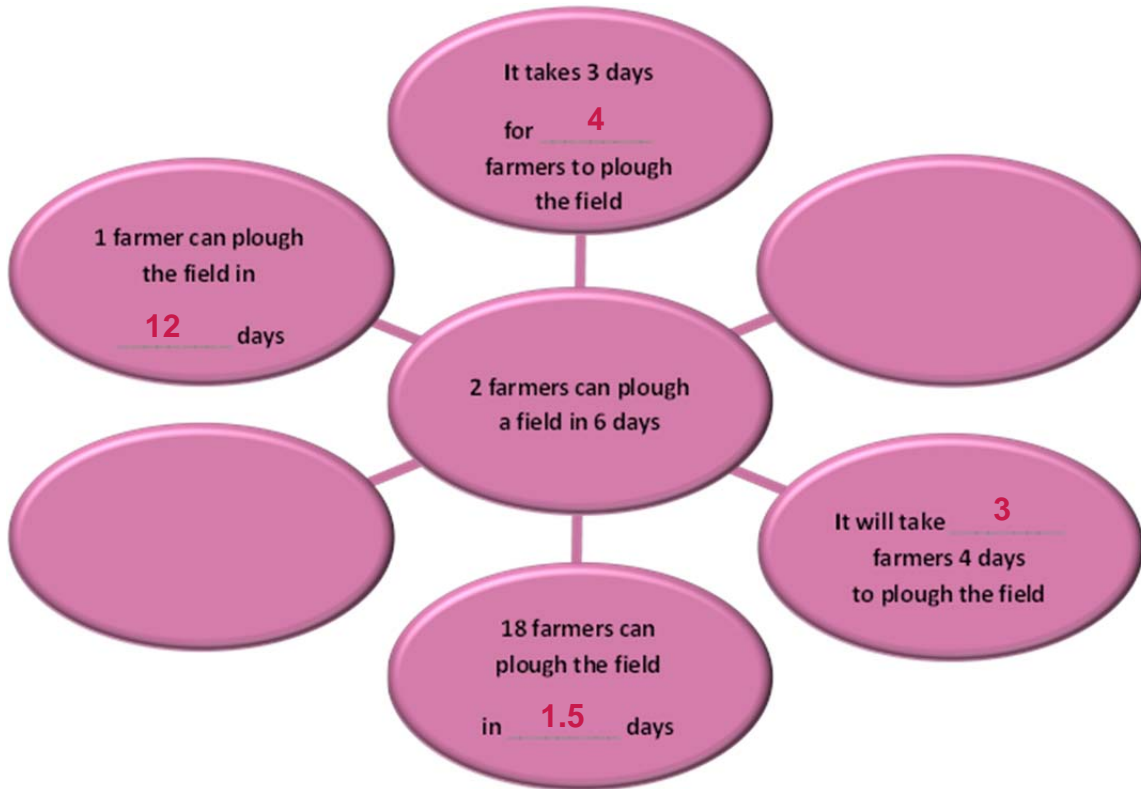 It takes 3 days
for 4
farmers to plough
the field
1 farmer can plough
the field in
12 days
2 farmers can plough
a field in 6 days
It will take 3
farmers 4 days
to plough the field
18 farmers can
plough the field
in 1.5 days